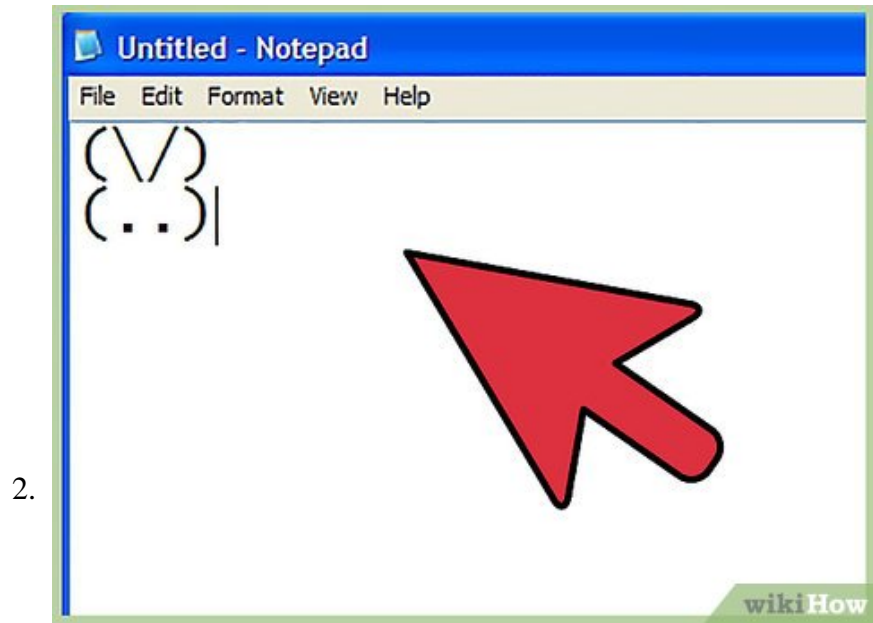 Untitled - Notepad
File Edit Format View Help
(\/)
(..)
2.
wikiHow